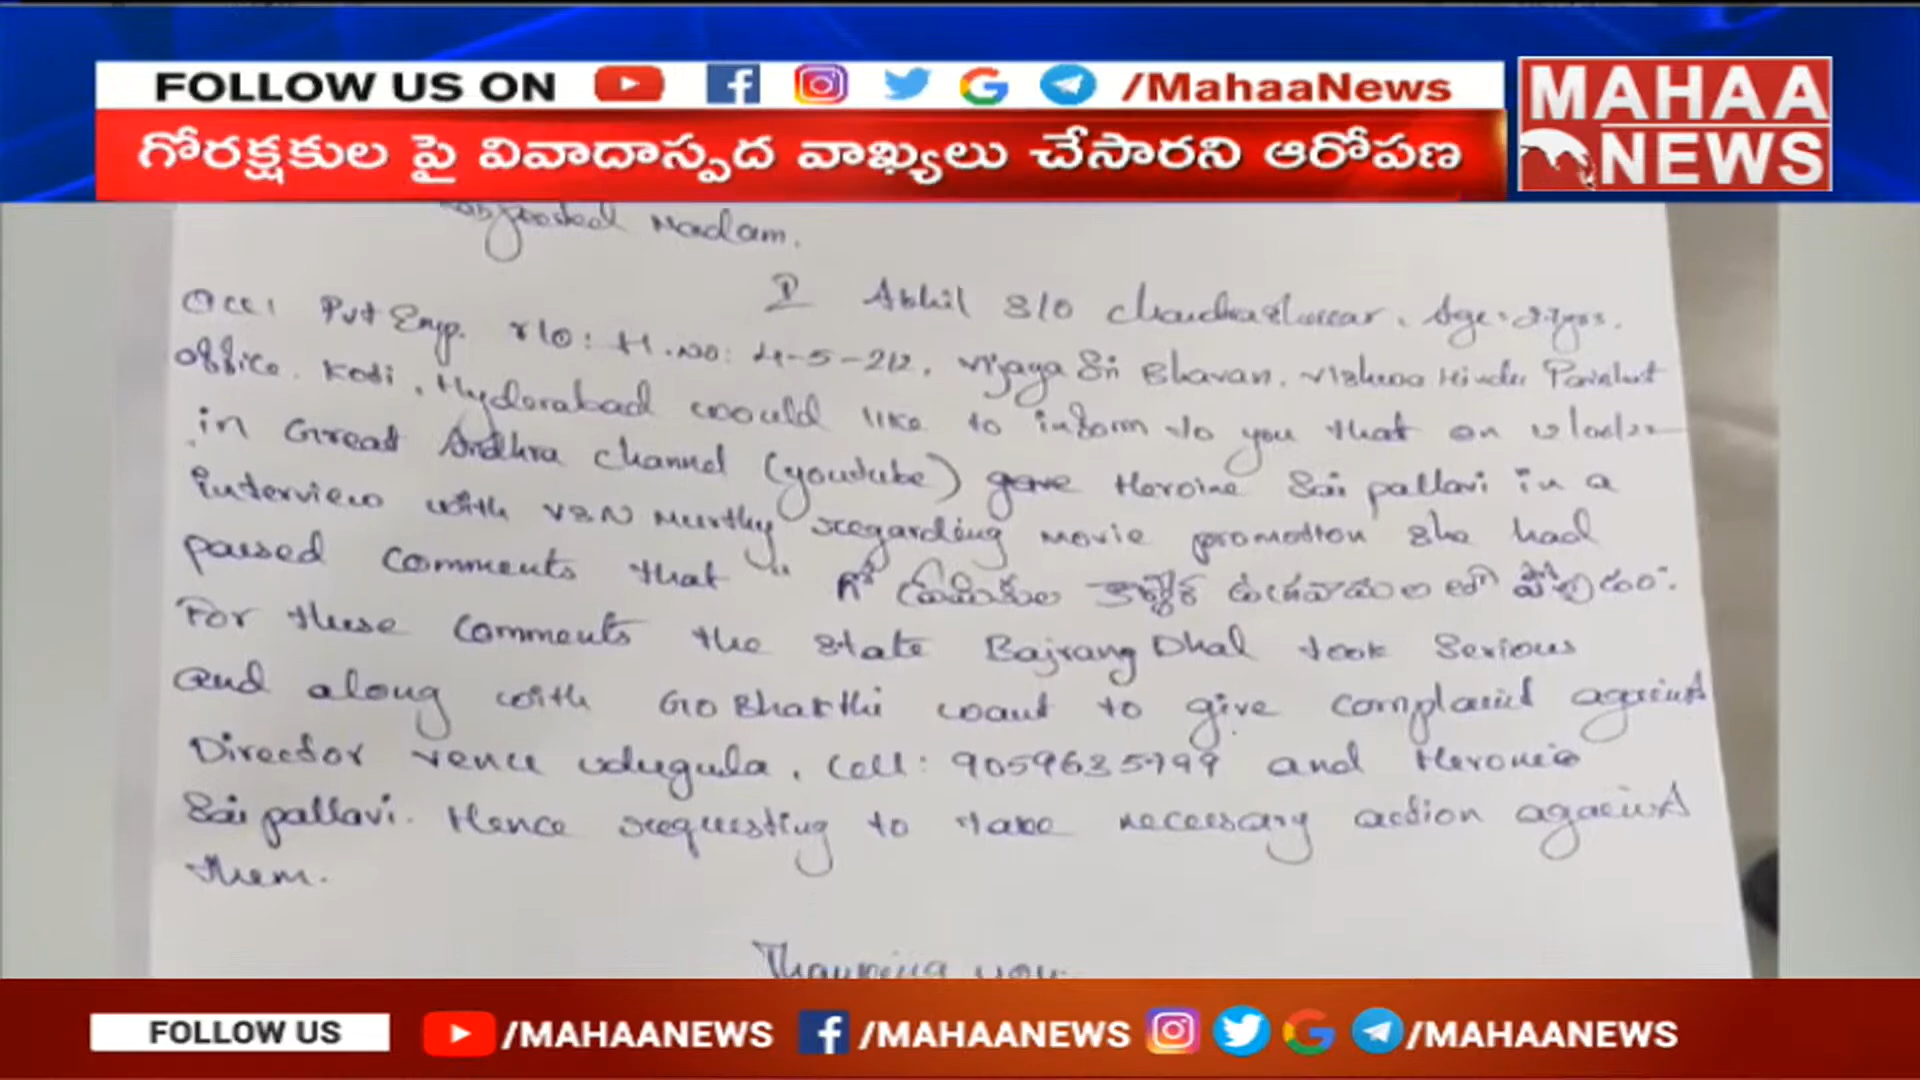 FOLLOW US ON /MahaaNews
MAHAA
NEWS
గోరక్షకుల పై వివాదాస్పద వాఖ్యలు చేసారని ఆరోపణ
Madam.
I Akhil S/O Chandrashekar. Age: 27yrs.
Occ: Pvt Emp. r/o: H.No: 4-5-212, Vijaya Sri Bhavan, Vishwa Hindu Parishat
office. Koti, Hyderabad would like to inform to you that on
in Great Andhra channel (youtube) gave Heroine Sai pallavi in a
interview with VSN Murthy regarding movie promotion she had
passed comments that "
For these comments the state Bajrang Dhal took Serious
and along with Go Bhakthi want to give complaint against
Director venu udugula, Cell: and
Sai pallavi. Hence requesting to take necessary action against
them.
Thanking you
FOLLOW US /MAHAANEWS /MAHAANEWS /MAHAANEWS